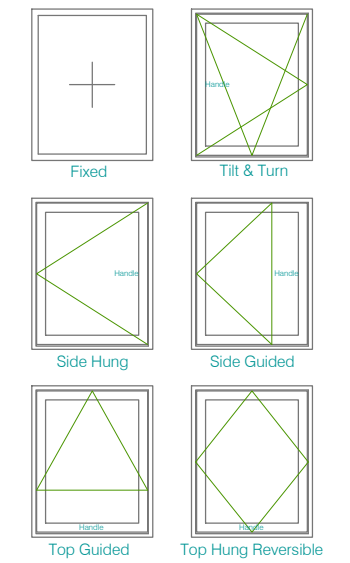 Fixed
Handle
Tilt & Turn
Handle
Side Hung
Handle
Side Guided
Handle
Top Guided
Handle
Top Hung Reversible